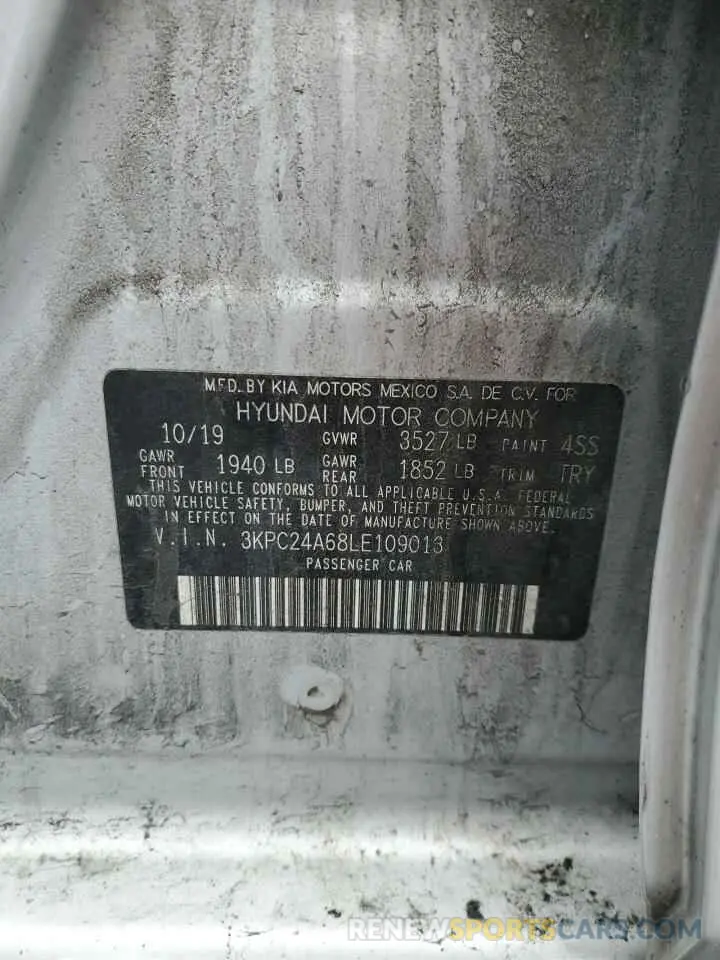 MFD. BY KIA MOTORS MEXICO S.A. DE C.V. FOR
HYUNDAI MOTOR COMPANY
10/19 GVWR 3527 LB PAINT 4SS
GAWR FRONT 1940 LB GAWR REAR 1852 LB TRIM TRY
THIS VEHICLE CONFORMS TO ALL APPLICABLE U.S.A. FEDERAL
MOTOR VEHICLE SAFETY, BUMPER, AND THEFT PREVENTION STANDARDS
IN EFFECT ON THE DATE OF MANUFACTURE SHOWN ABOVE.
V.I.N. 3KPC24A68LE109013
PASSENGER CAR
RENEWSPORTSCARS.COM